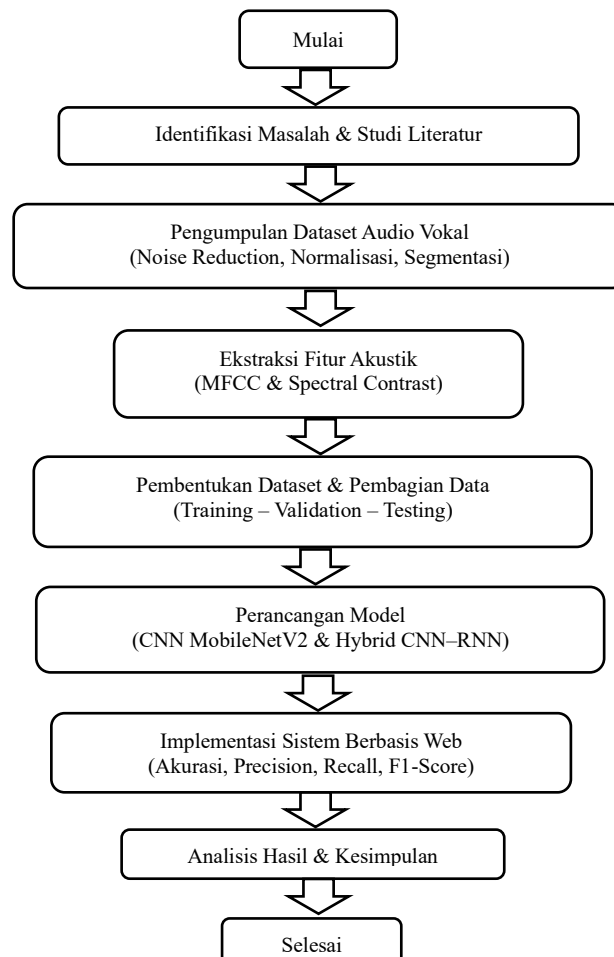 Mulai
Identifikasi Masalah & Studi Literatur
Pengumpulan Dataset Audio Vokal
(Noise Reduction, Normalisasi, Segmentasi)
Ekstraksi Fitur Akustik
(MFCC & Spectral Contrast)
Pembentukan Dataset & Pembagian Data
(Training – Validation – Testing)
Perancangan Model
(CNN MobileNetV2 & Hybrid CNN–RNN)
Implementasi Sistem Berbasis Web
(Akurasi, Precision, Recall, F1-Score)
Analisis Hasil & Kesimpulan
Selesai